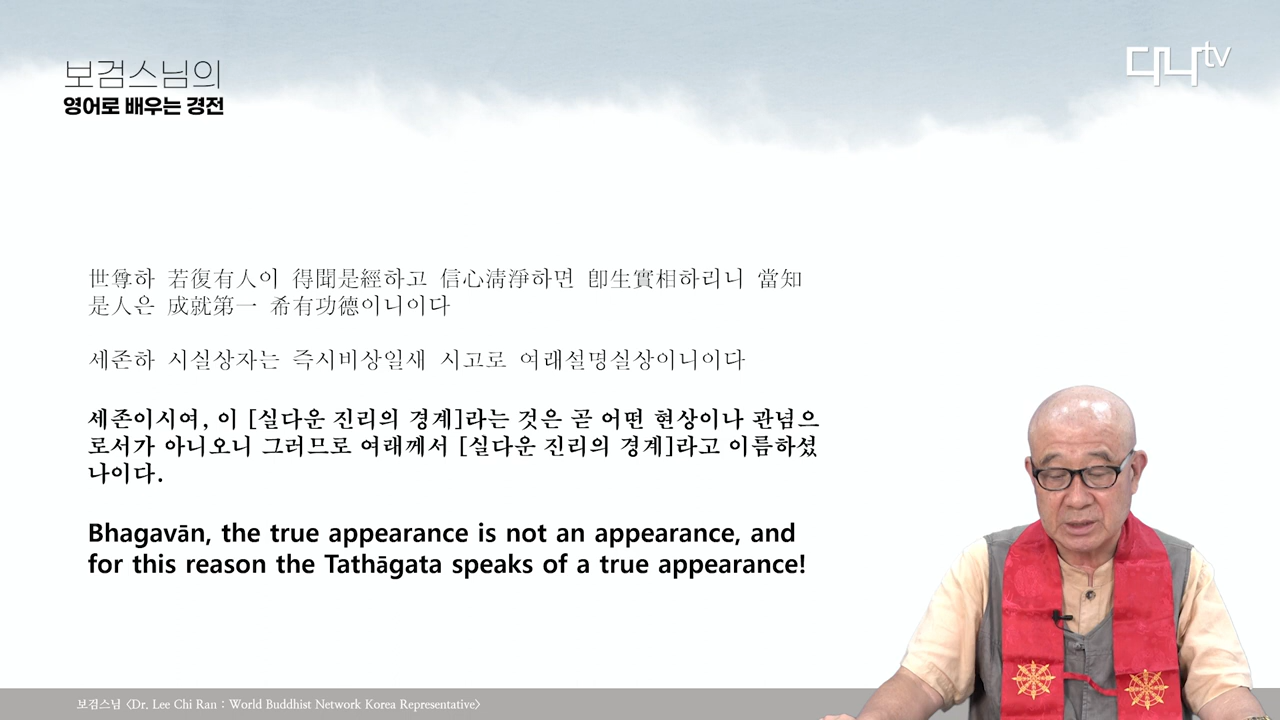 보검스님의
영어로 배우는 경전
디나tv
世尊하 若復有人이 得聞是經하고 信心淸淨하면 卽生實相하리니 當知
是人은 成就第一 希有功德이니이다
세존하 시실상자는 즉시비상일새 시고로 여래설명실상이니이다
세존이시여, 이 [실다운 진리의 경계]라는 것은 곧 어떤 현상이나 관념으
로서가 아니오니 그러므로 여래께서 [실다운 진리의 경계]라고 이름하셨
나이다.
Bhagavān, the true appearance is not an appearance, and
for this reason the Tathāgata speaks of a true appearance!
보검스님 <Dr. Lee Chi Ran : World Buddhist Network Korea Representative>